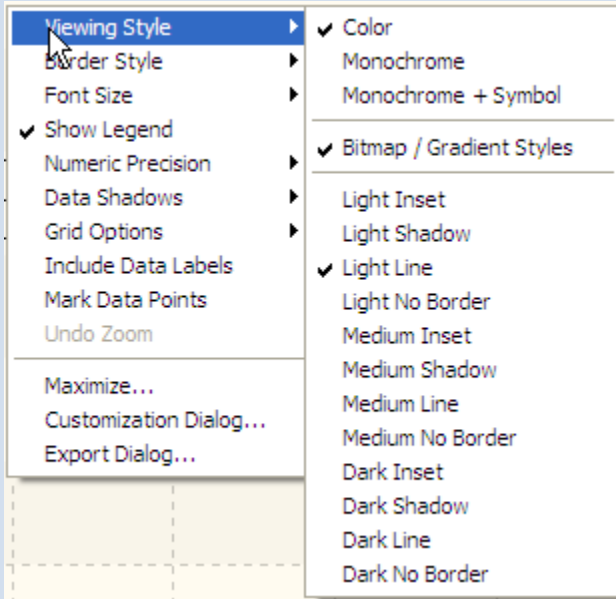 Viewing Style
Border Style
Font Size
Show Legend
Numeric Precision
Data Shadows
Grid Options
Include Data Labels
Mark Data Points
Undo Zoom
Maximize...
Customization Dialog...
Export Dialog...
Color
Monochrome
Monochrome + Symbol
Bitmap / Gradient Styles
Light Inset
Light Shadow
Light Line
Light No Border
Medium Inset
Medium Shadow
Medium Line
Medium No Border
Dark Inset
Dark Shadow
Dark Line
Dark No Border